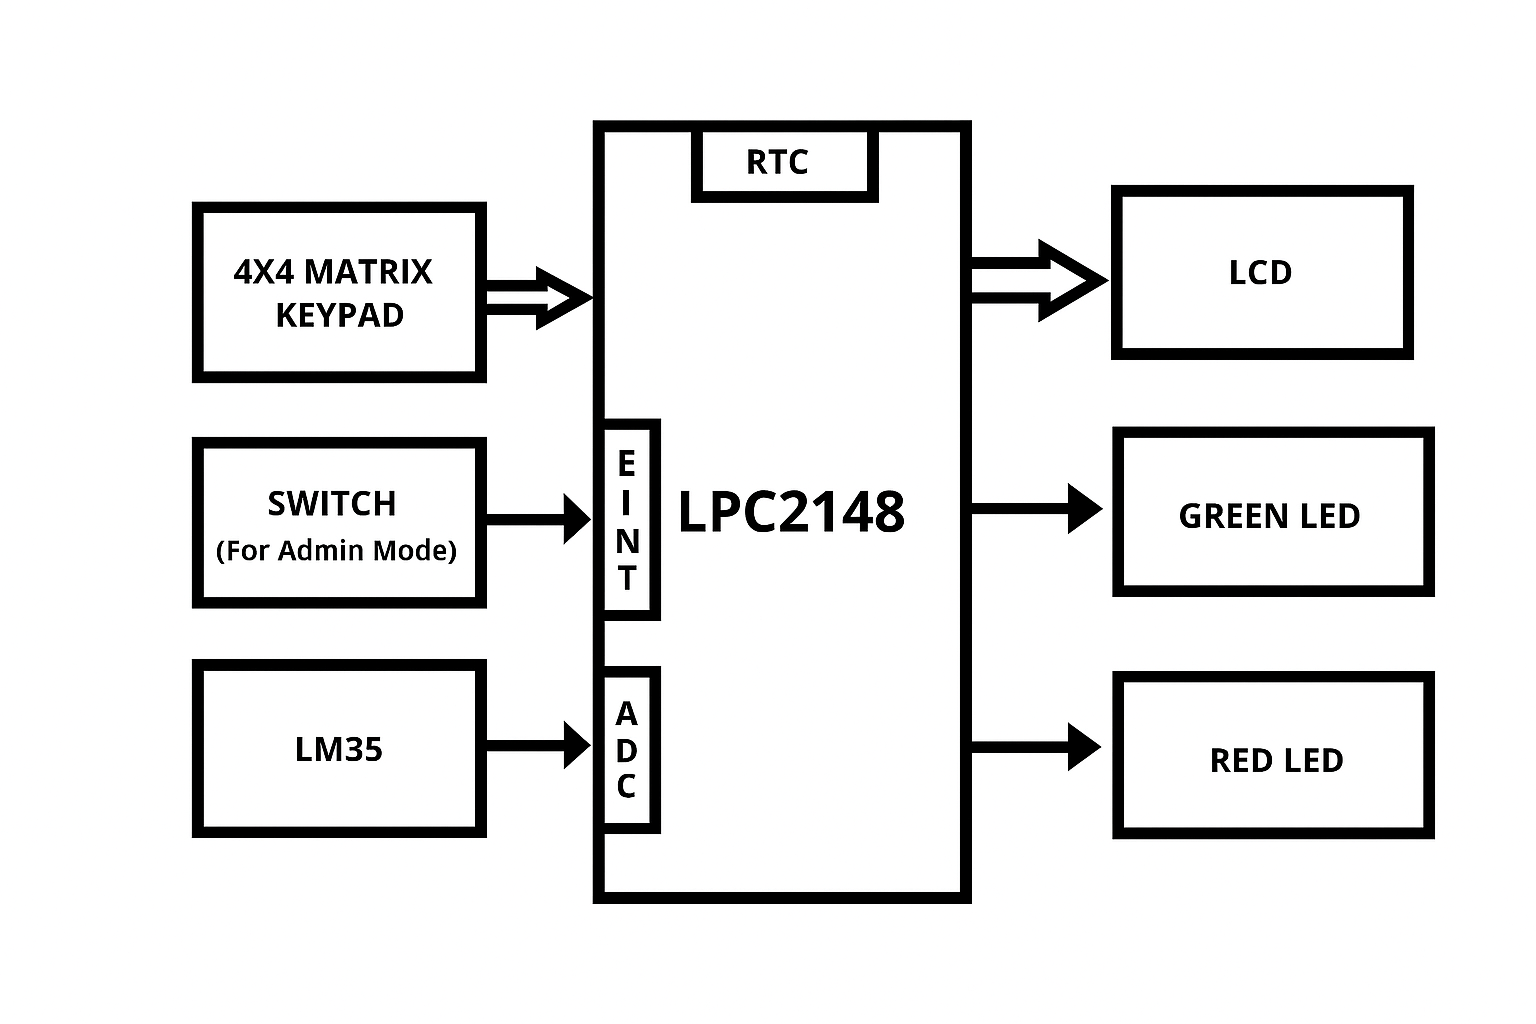 RTC
4X4 MATRIX
KEYPAD
LCD
SWITCH
(For Admin Mode)
E
I
N
T
LPC2148
GREEN LED
LM35
A
D
C
RED LED